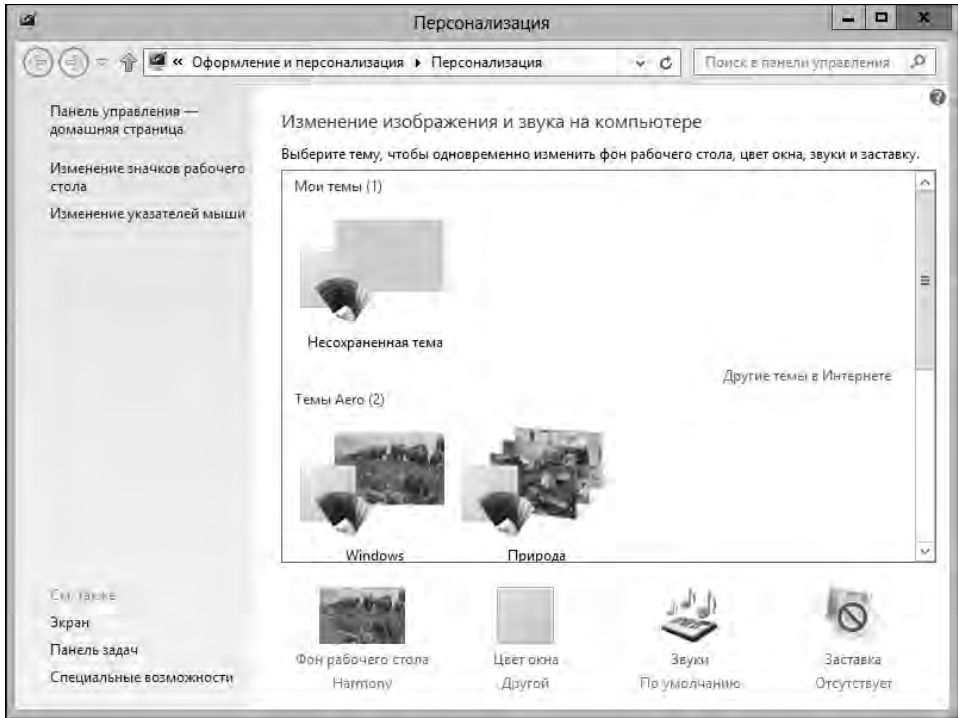 Персонализация
« Оформление и персонализация ▸ Персонализация
Поиск в панели управления
Панель управления —
домашняя страница
Изменение значков рабочего
стола
Изменение указателей мыши
Изменение изображения и звука на компьютере
Выберите тему, чтобы одновременно изменить фон рабочего стола, цвет окна, звуки и заставку.
Мои темы (1)
Несохраненная тема
Другие темы в Интернете
Темы Aero (2)
Windows
Природа
См. также
Экран
Панель задач
Специальные возможности
Фон рабочего стола
Harmony
Цвет окна
Другой
Звуки
По умолчанию
Заставка
Отсутствует